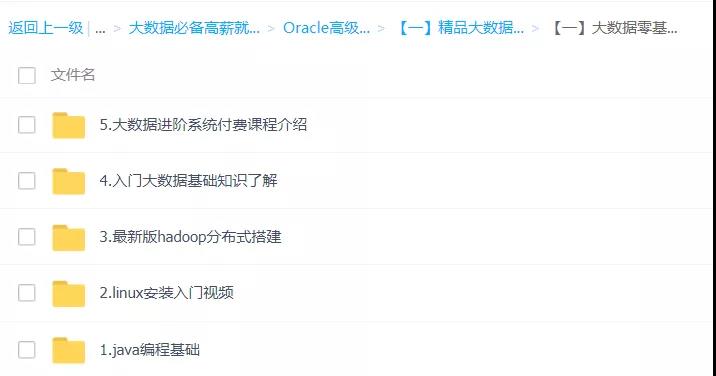 返回上一级 | ... > 大数据必备高薪就... > Oracle高级... > 【一】精品大数据... > 【一】大数据零基...
文件名
5.大数据进阶系统付费课程介绍
4.入门大数据基础知识了解
3.最新版hadoop分布式搭建
2.linux安装入门视频
1.java编程基础